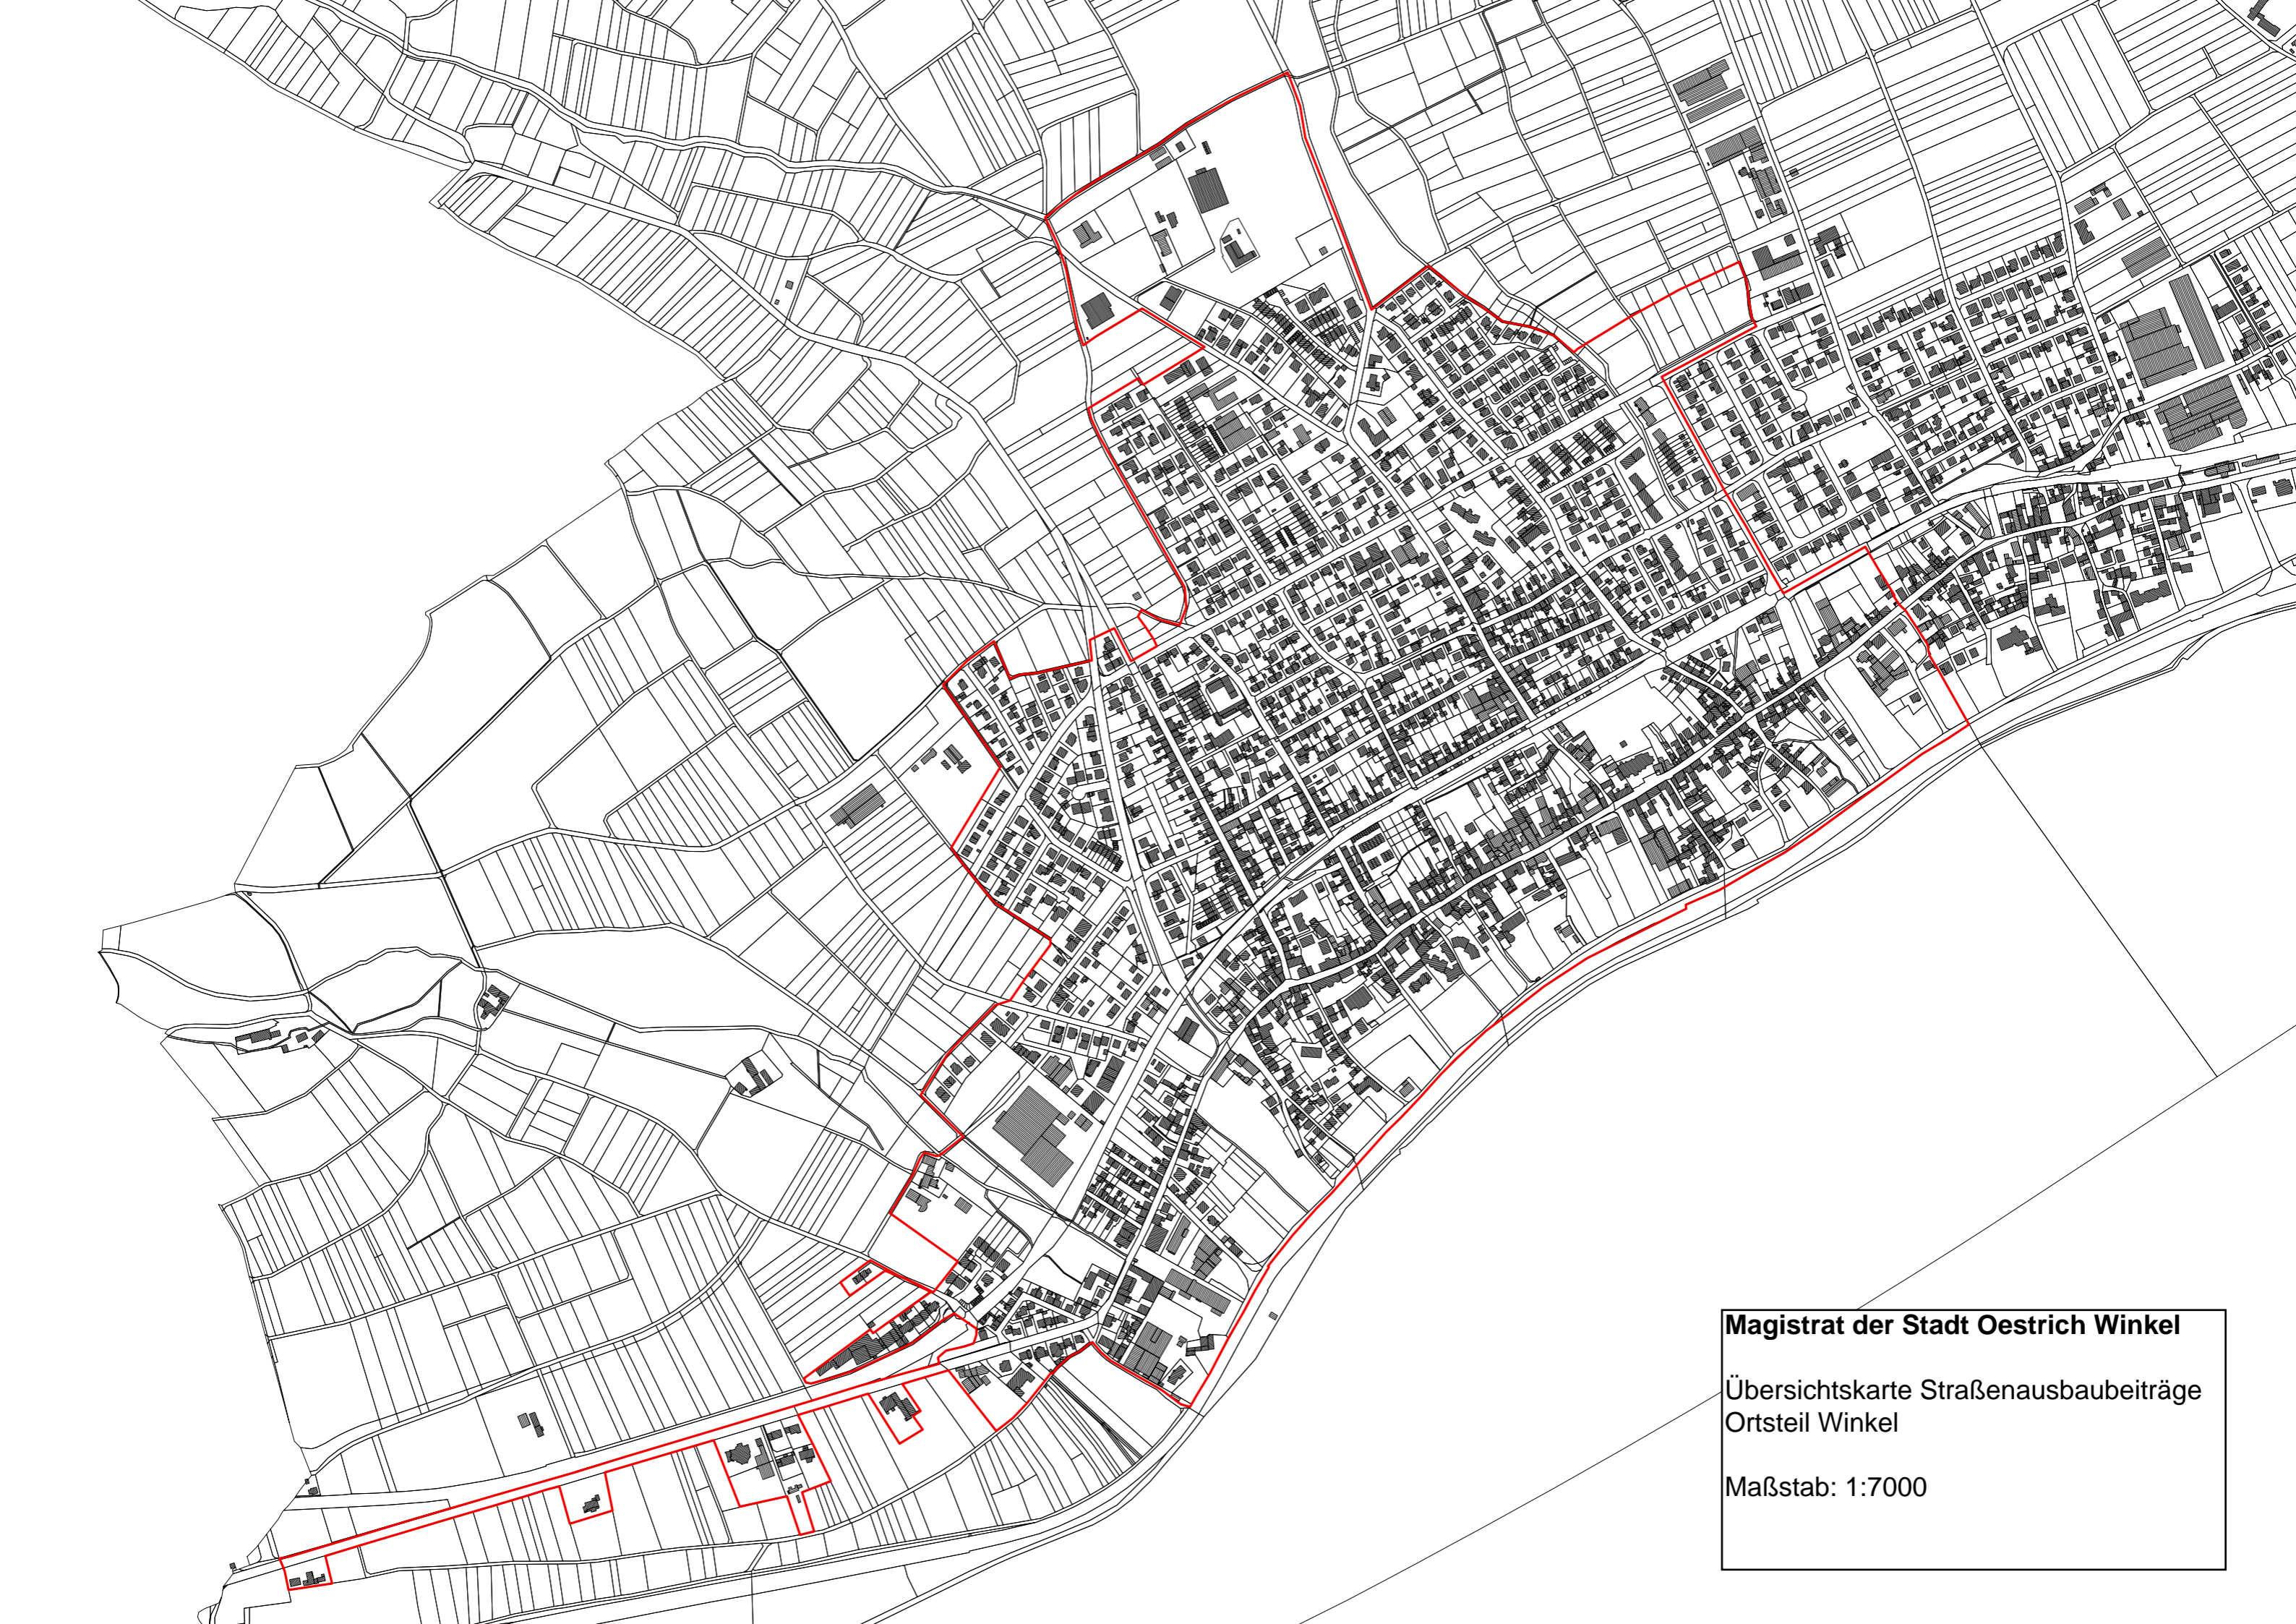 Magistrat der Stadt Oestrich Winkel
Übersichtskarte Straßenausbaubeiträge
Ortsteil Winkel
Maßstab: 1:7000